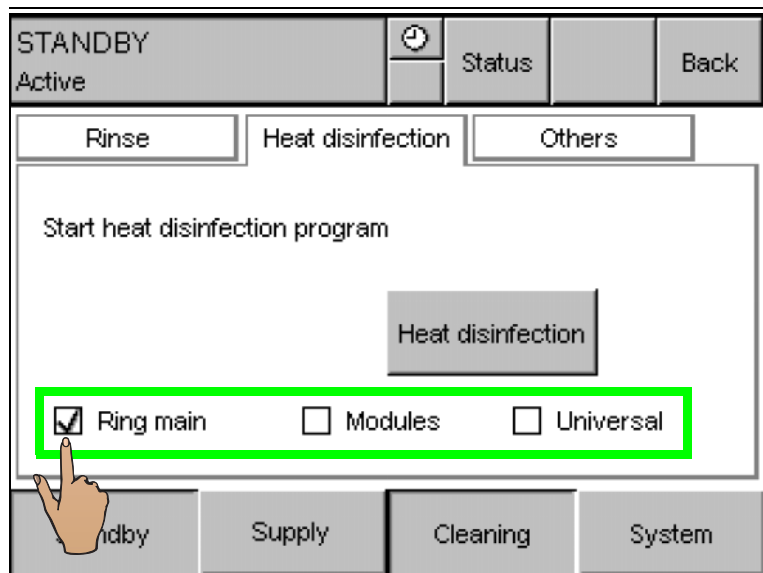 STANDBY
Active
Status
Back
Rinse
Heat disinfection
Others
Start heat disinfection program
Heat disinfection
Ring main
Modules
Universal
Supply
Cleaning
System